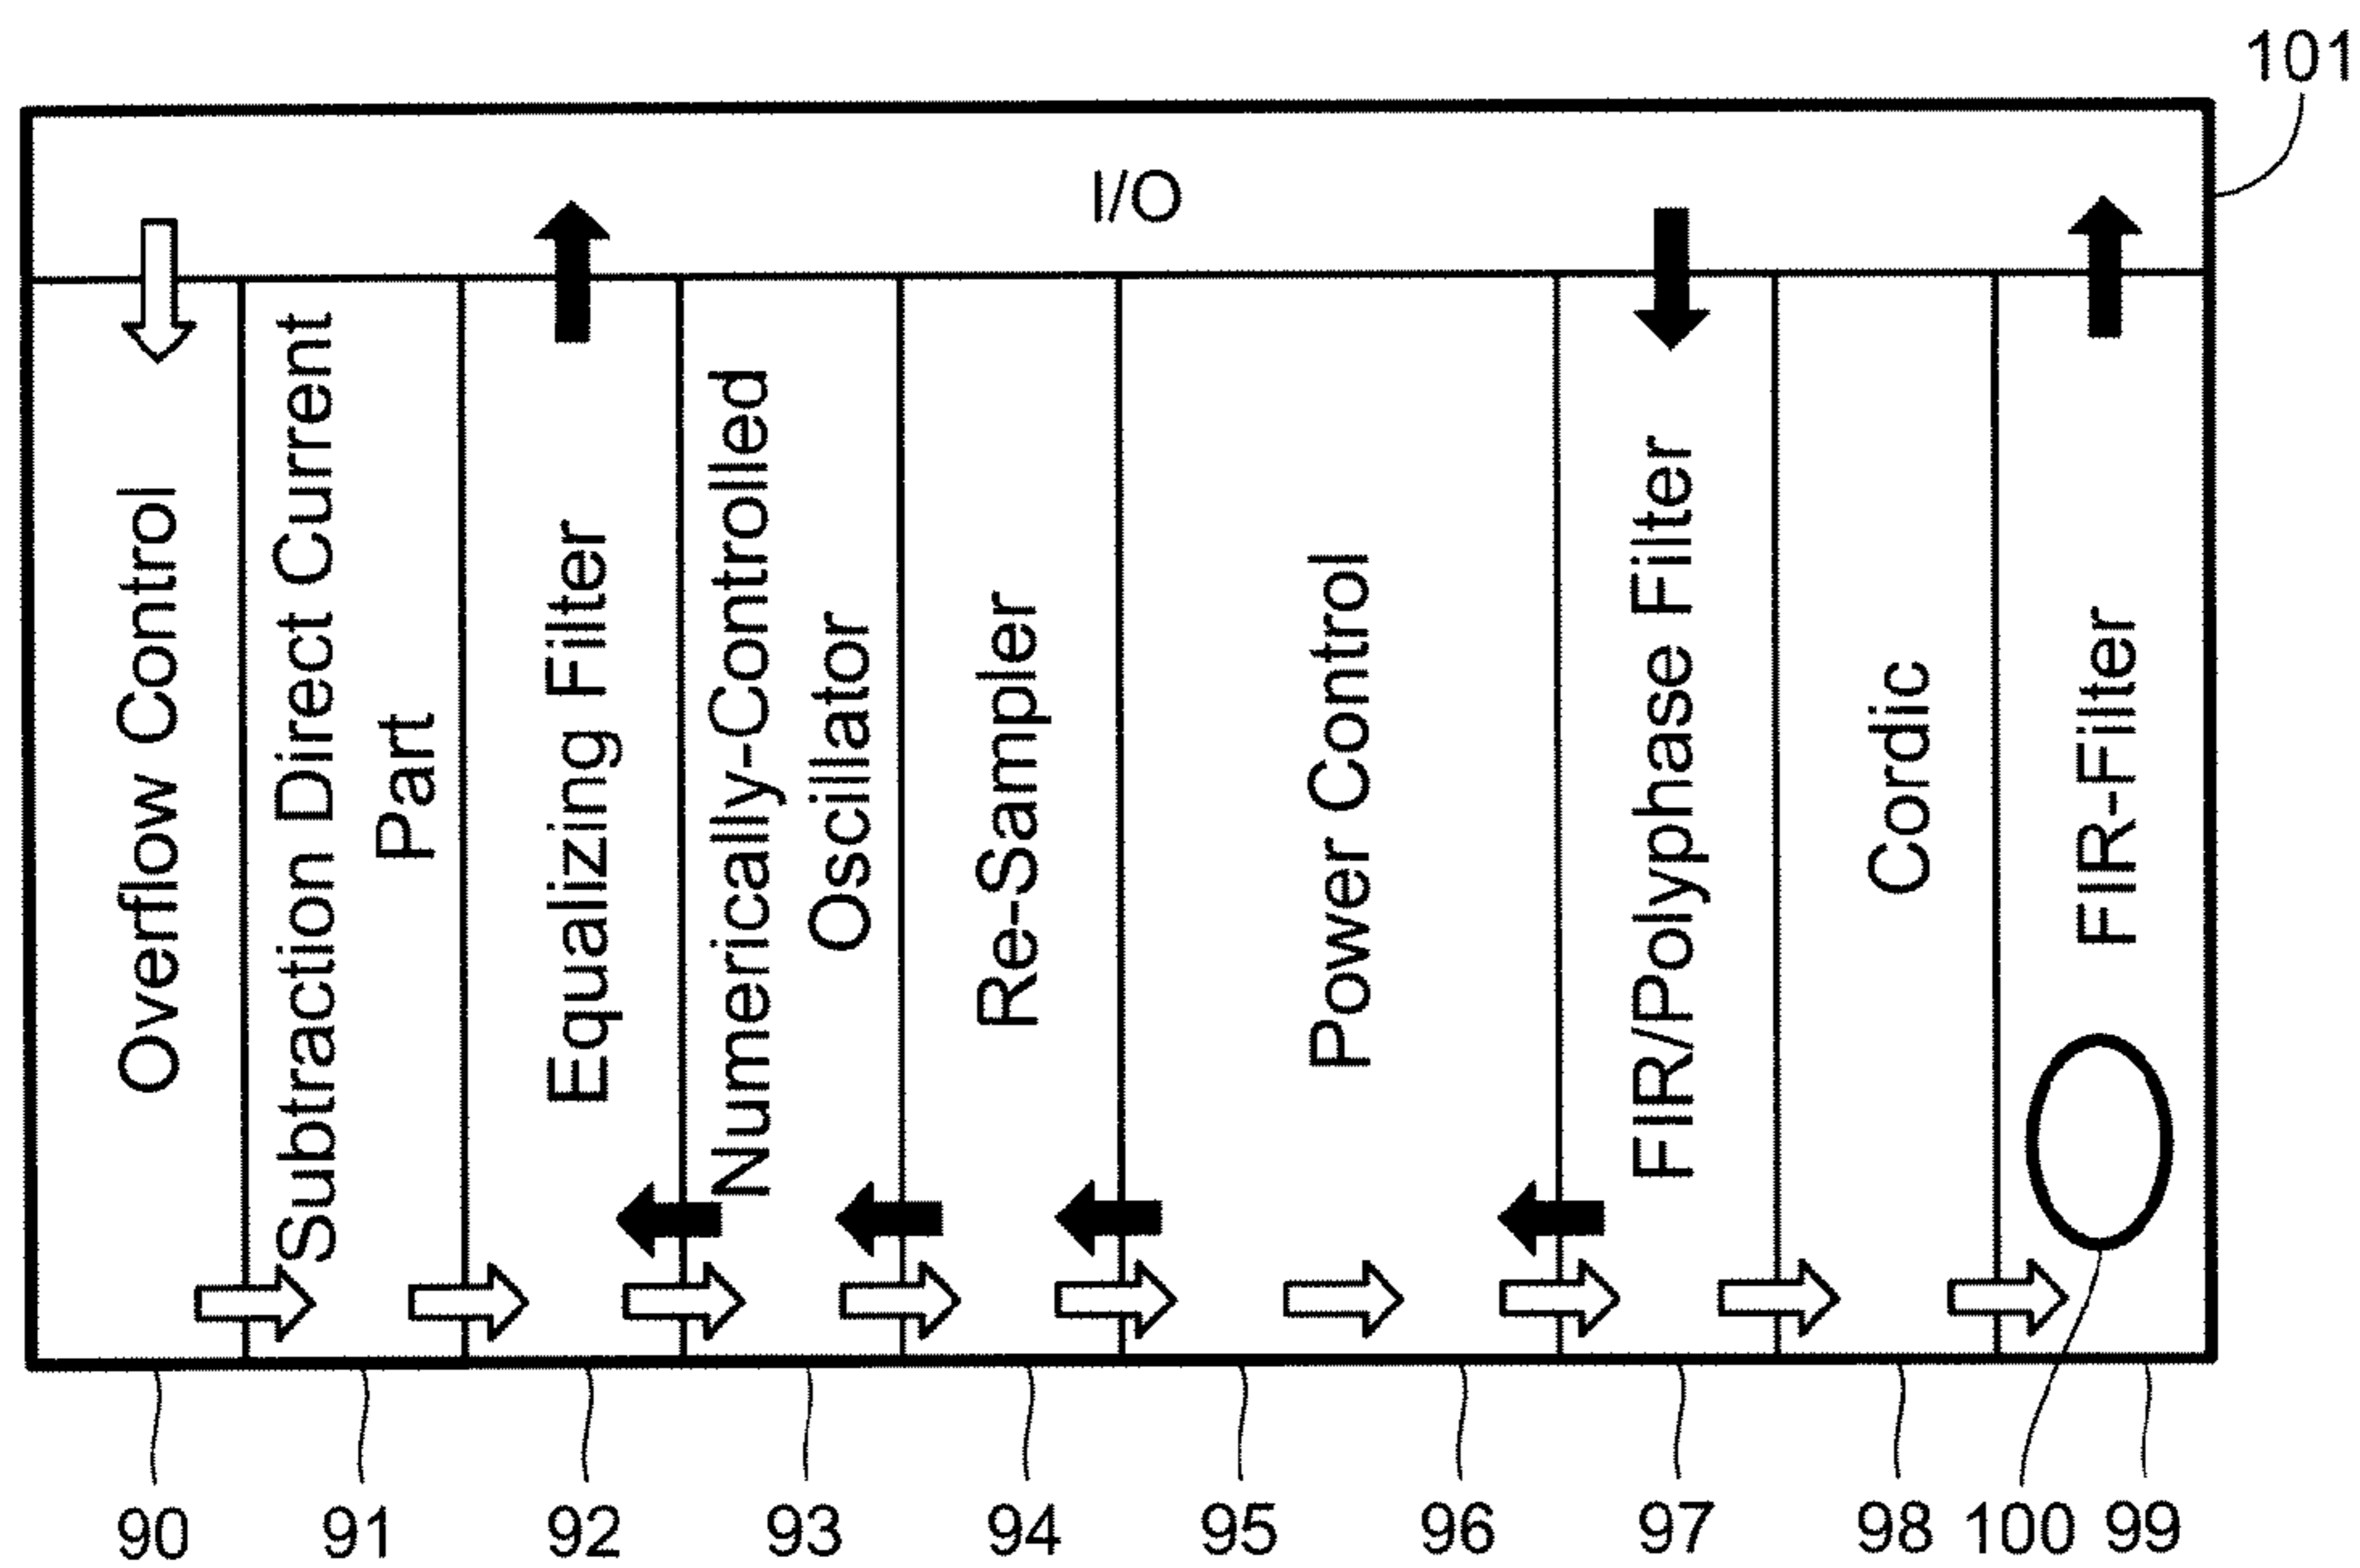 101
I/O
Overflow Control
Subtraction Direct Current
Part
Equalizing Filter
Numerically-Controlled
Oscillator
Re-Sampler
Power Control
FIR/Polyphase Filter
Cordic
FIR-Filter
90 91 92 93 94 95 96 97 98 100 99